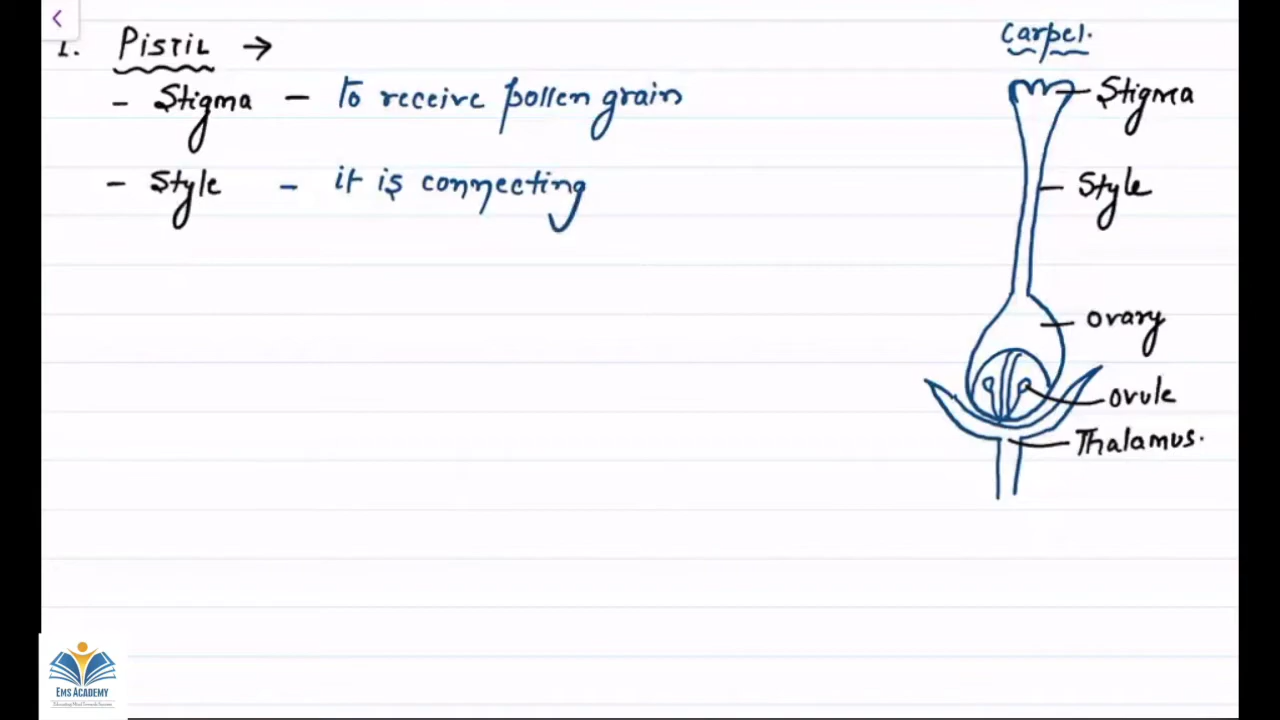 1. Pistil →
- Stigma – to receive pollen grain
- Style – it is connecting
Carpel.
Stigma
Style
Ovary
Ovule
Thalamus.
EMS ACADEMY